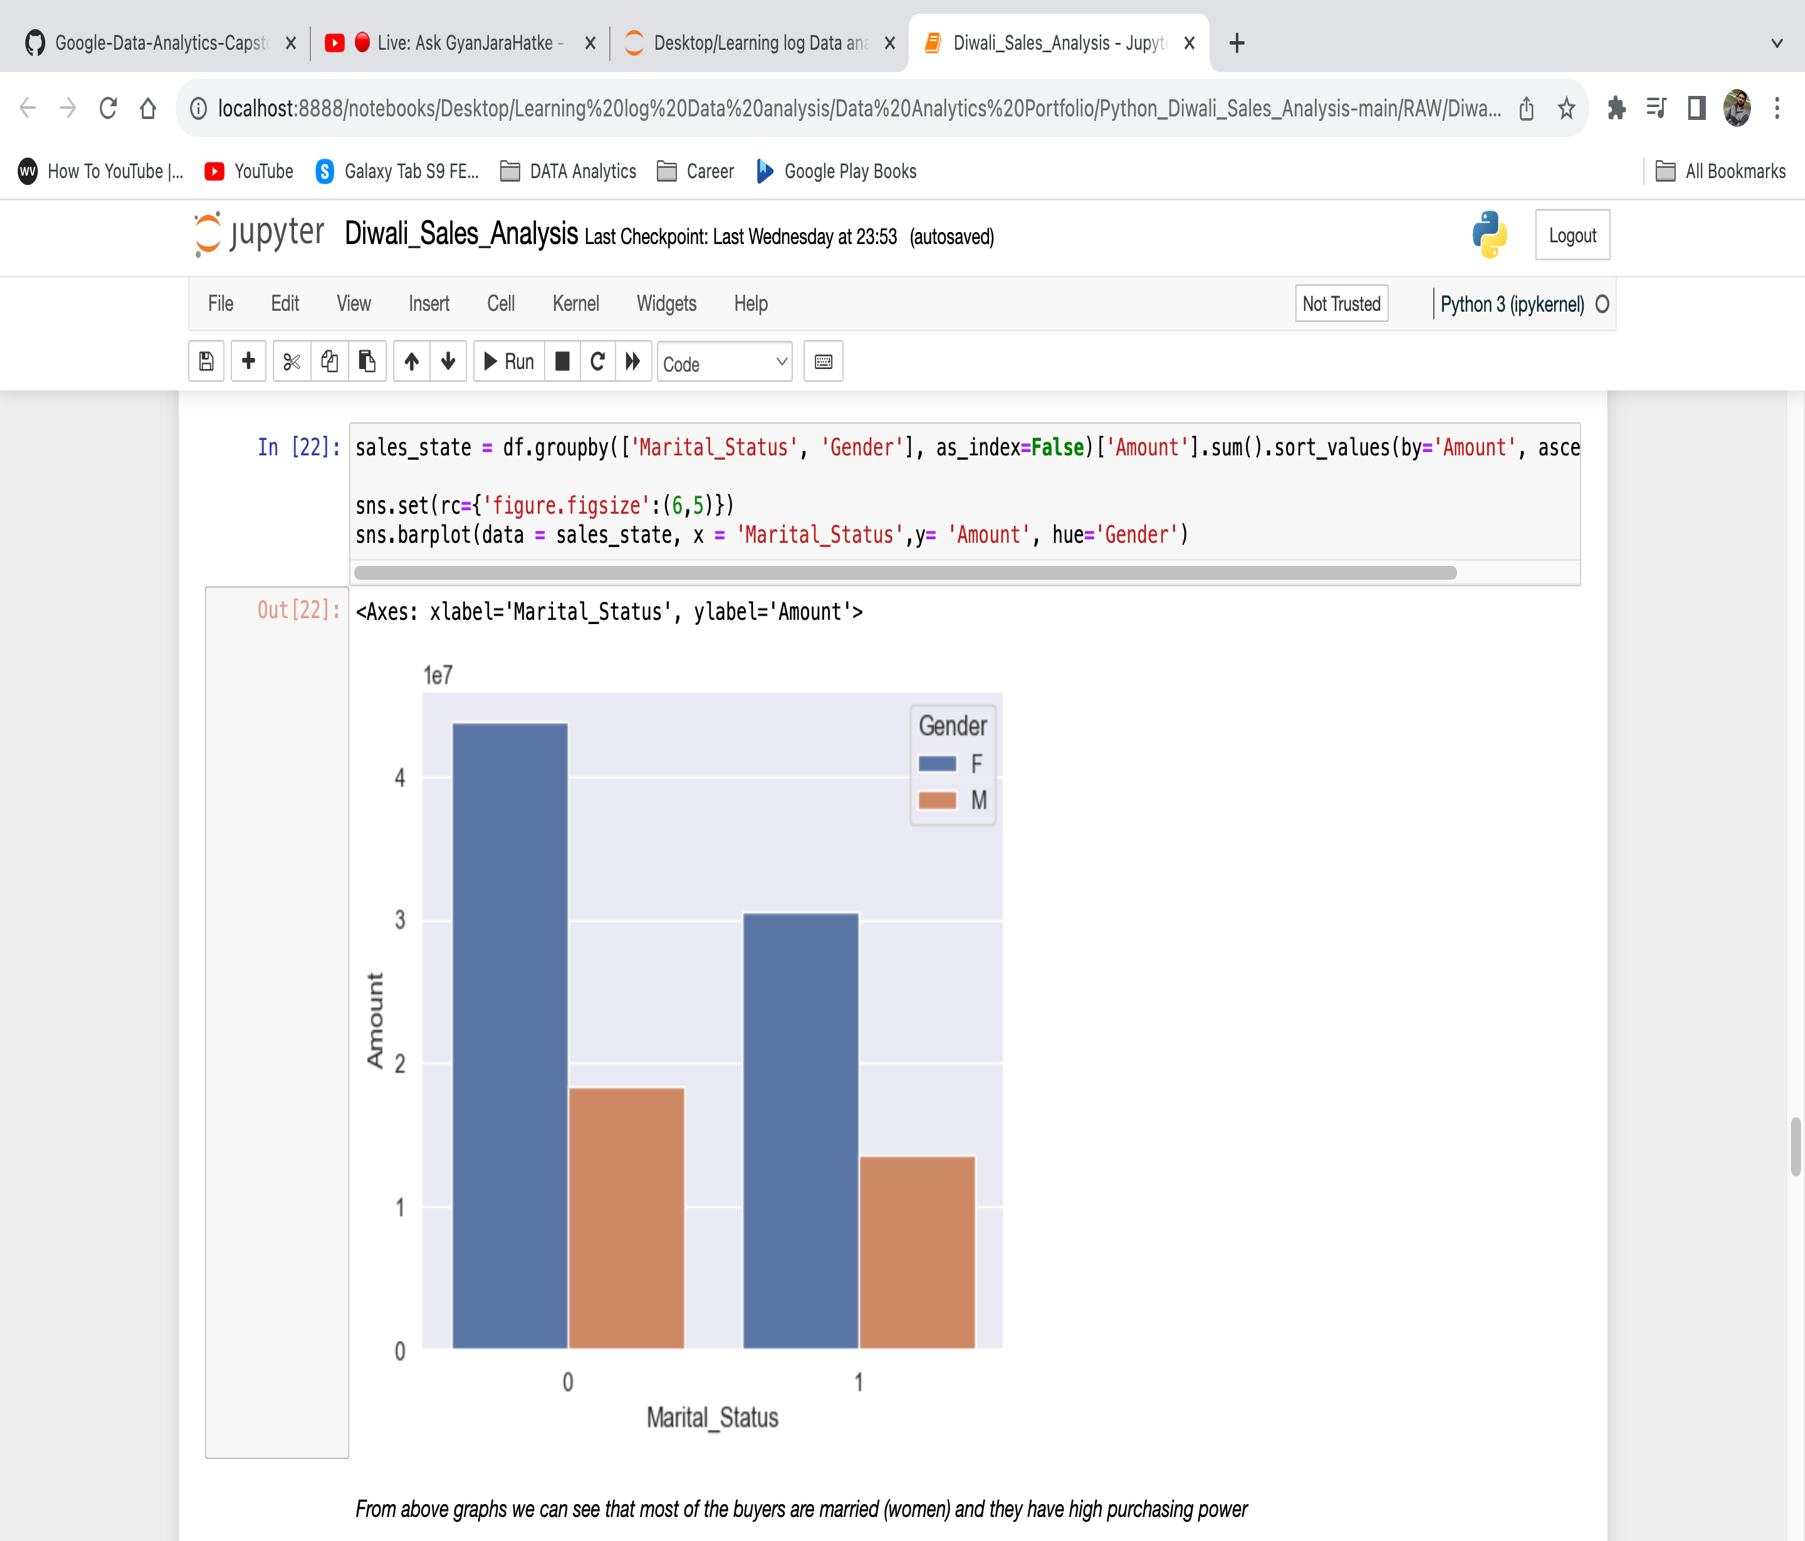 Google-Data-Analytics-Capst
Live: Ask GyanJaraHatke -
Desktop/Learning log Data ana
Diwali_Sales_Analysis - Jupyt
localhost:8888/notebooks/Desktop/Learning%20log%20Data%20analysis/Data%20Analytics%20Portfolio/Python_Diwali_Sales_Analysis-main/RAW/Diwa...
How To YouTube |...
YouTube
Galaxy Tab S9 FE...
DATA Analytics
Career
Google Play Books
All Bookmarks
jupyter Diwali_Sales_Analysis Last Checkpoint: Last Wednesday at 23:53 (autosaved)
Logout
File Edit View Insert Cell Kernel Widgets Help
Not Trusted
Python 3 (ipykernel)
Run
Code
In [22]: sales_state = df.groupby(['Marital_Status', 'Gender'], as_index=False)['Amount'].sum().sort_values(by='Amount', asce
sns.set(rc={'figure.figsize':(6,5)})
sns.barplot(data = sales_state, x = 'Marital_Status',y= 'Amount', hue='Gender')
Out[22]: <Axes: xlabel='Marital_Status', ylabel='Amount'>
1e7
Gender
F
M
4
3
2
1
0
Amount
0 1
Marital_Status
From above graphs we can see that most of the buyers are married (women) and they have high purchasing power